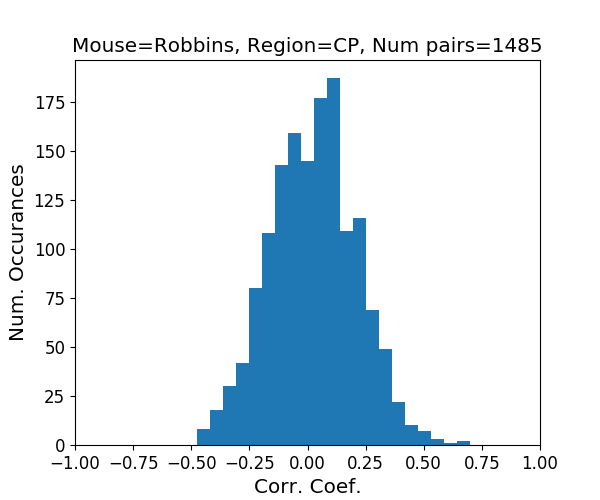 Mouse=Robbins, Region=CP, Num pairs=1485
175
150
125
100
75
50
25
0
Num. Occurances
−1.00 −0.75 −0.50 −0.25 0.00 0.25 0.50 0.75 1.00
Corr. Coef.